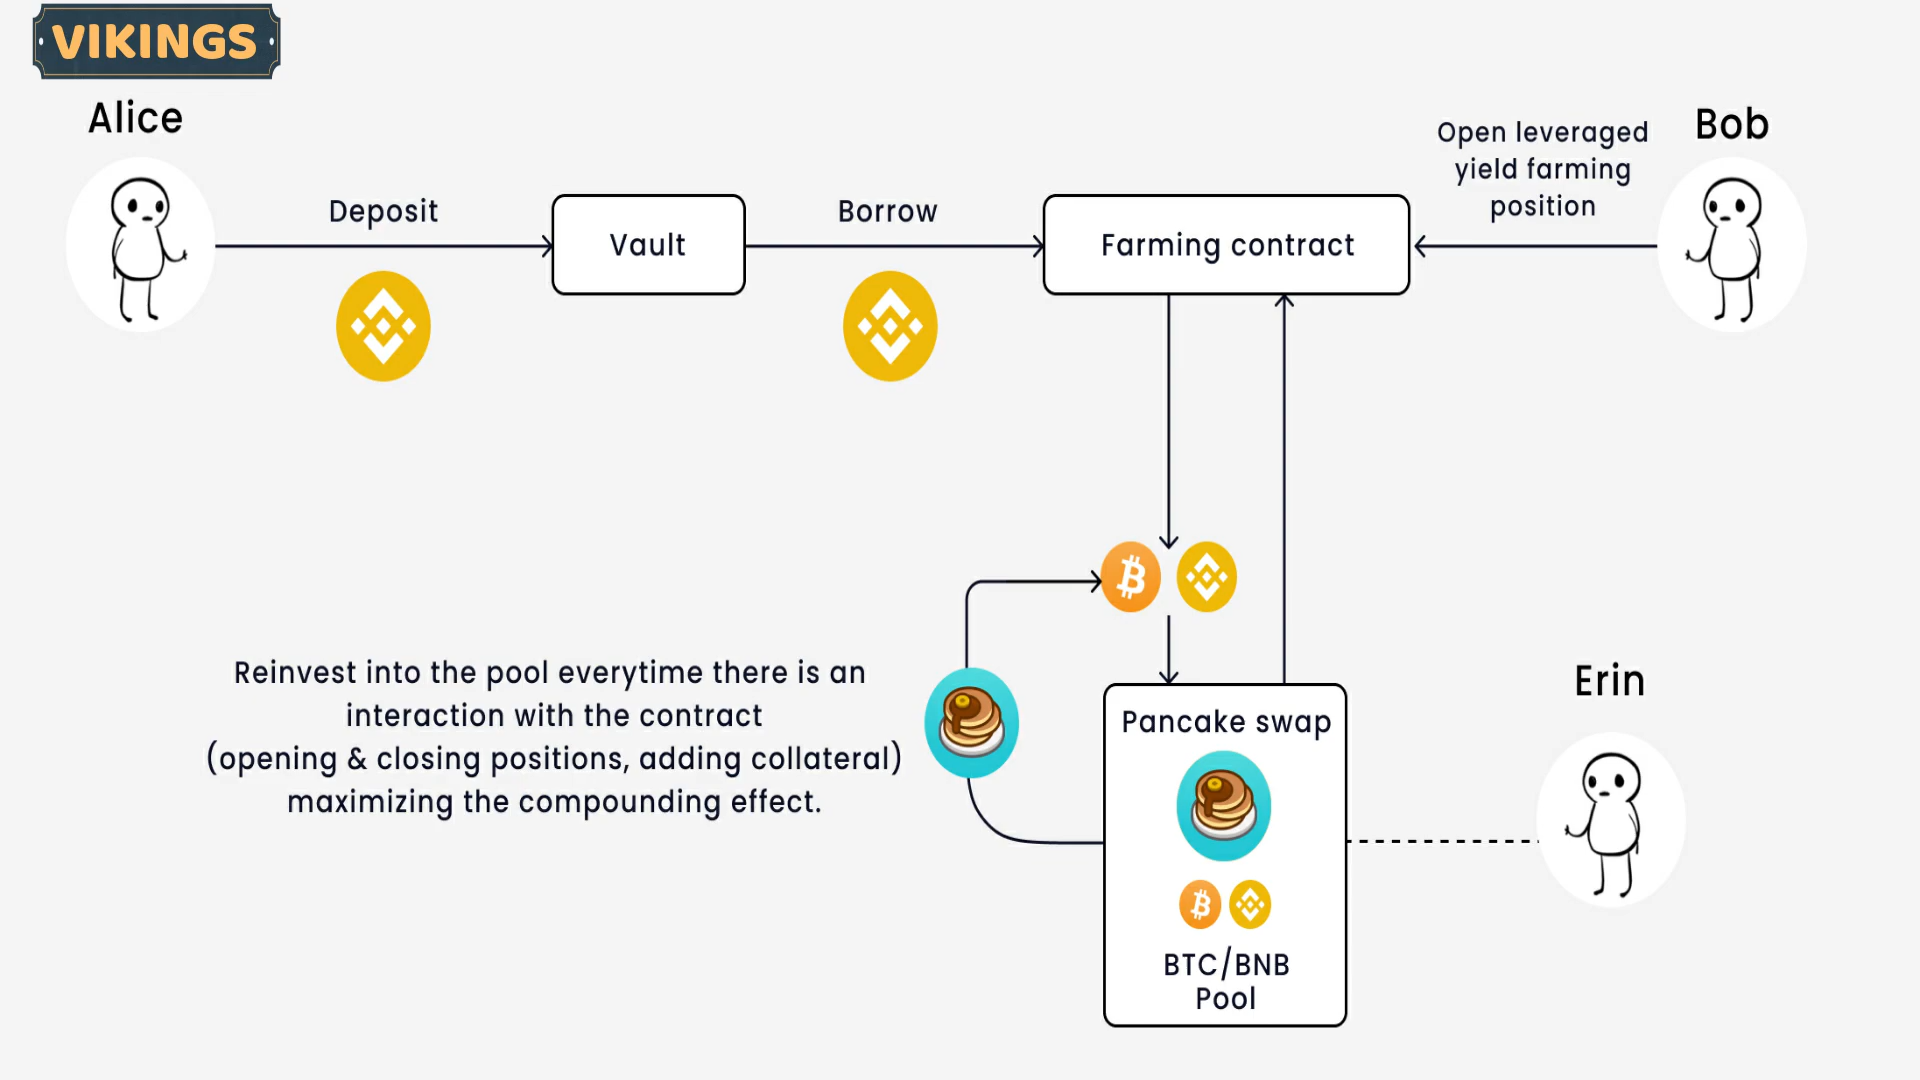 VIKINGS
Alice
Deposit
Vault
Borrow
Farming contract
Open leveraged
yield farming
position
Bob
Reinvest into the pool everytime there is an
interaction with the contract
(opening & closing positions, adding collateral)
maximizing the compounding effect.
Pancake swap
BTC/BNB
Pool
Erin